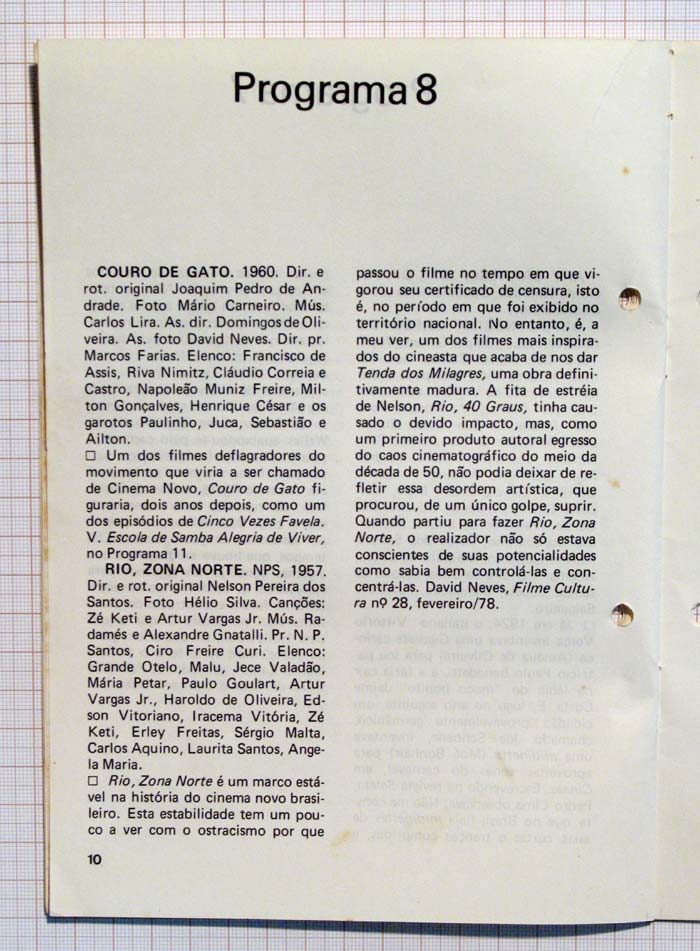 Programa 8
COURO DE GATO. 1960. Dir. e
rot. original Joaquim Pedro de An-
drade. Foto Mário Carneiro. Mús.
Carlos Lira. As. dir. Domingos de Oli-
veira. As. foto David Neves. Dir. pr.
Marcos Farias. Elenco: Francisco de
Assis, Riva Nimitz, Cláudio Correia e
Castro, Napoleão Muniz Freire, Mil-
ton Gonçalves, Henrique César e os
garotos Paulinho, Juca, Sebastião e
Ailton.
□ Um dos filmes deflagradores do
movimento que viria a ser chamado
de Cinema Novo, Couro de Gato fi-
guraria, dois anos depois, como um
dos episódios de Cinco Vezes Favela.
V. Escola de Samba Alegria de Viver,
no Programa 11.
RIO, ZONA NORTE. NPS, 1957.
Dir. e rot. original Nelson Pereira dos
Santos. Foto Hélio Silva. Canções:
Zé Keti e Artur Vargas Jr. Mús. Ra-
damés e Alexandre Gnatalli. Pr. N. P.
Santos, Ciro Freire Curi. Elenco:
Grande Otelo, Malu, Jece Valadão,
Mária Petar, Paulo Goulart, Artur
Vargas Jr., Haroldo de Oliveira, Ed-
son Vitoriano, Iracema Vitória, Zé
Keti, Erley Freitas, Sérgio Malta,
Carlos Aquino, Laurita Santos, Ange-
la Maria.
□ Rio, Zona Norte é um marco está-
vel na história do cinema novo brasi-
leiro. Esta estabilidade tem um pou-
co a ver com o ostracismo por que
passou o filme no tempo em que vi-
gorou seu certificado de censura, isto
é, no período em que foi exibido no
território nacional. No entanto, é, a
meu ver, um dos filmes mais inspira-
dos do cineasta que acaba de nos dar
Tenda dos Milagres, uma obra defini-
tivamente madura. A fita de estréia
de Nelson, Rio, 40 Graus, tinha cau-
sado o devido impacto, mas, como
um primeiro produto autoral egresso
do caos cinematográfico do meio da
década de 50, não podia deixar de re-
fletir essa desordem artística, que
procurou, de um único golpe, suprir.
Quando partiu para fazer Rio, Zona
Norte, o realizador não só estava
conscientes de suas potencialidades
como sabia bem controlá-las e con-
centrá-las. David Neves, Filme Cultu-
ra nº 28, fevereiro/78.
10